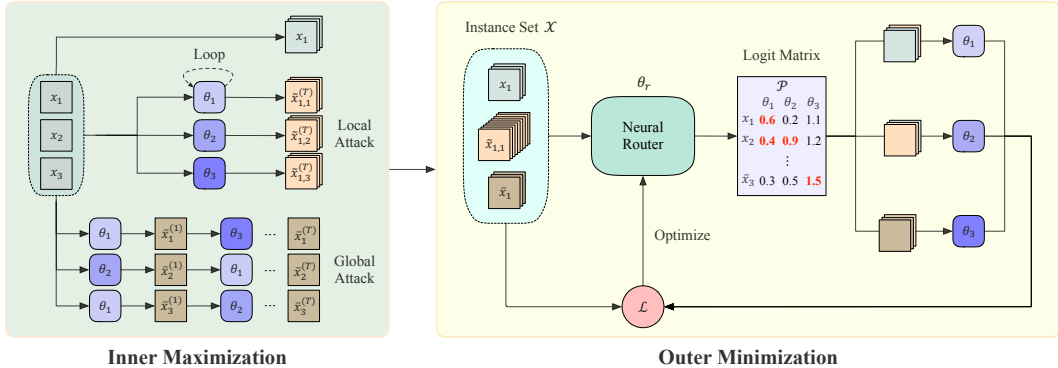 x₁
Loop
x₁
x₂
x₃
θ₁
θ₂
θ₃
x̃₁,₁⁽ᵀ⁾
x̃₁,₂⁽ᵀ⁾
x̃₁,₃⁽ᵀ⁾
Local
Attack
θ₁ x̄₁⁽¹⁾ θ₃ ... x̄₁⁽ᵀ⁾
θ₂ x̄₂⁽¹⁾ θ₁ ... x̄₂⁽ᵀ⁾
θ₁ x̄₃⁽¹⁾ θ₂ ... x̄₃⁽ᵀ⁾
Global
Attack
Inner Maximization
Instance Set 𝒳
x₁
x̃₁,₁
x̄₁
θᵣ
Neural
Router
Optimize
ℒ
Logit Matrix
𝒫
θ₁ θ₂ θ₃
x₁ 0.6 0.2 1.1
x₂ 0.4 0.9 1.2
⋮
x̄₃ 0.3 0.5 1.5
θ₁
θ₂
θ₃
Outer Minimization